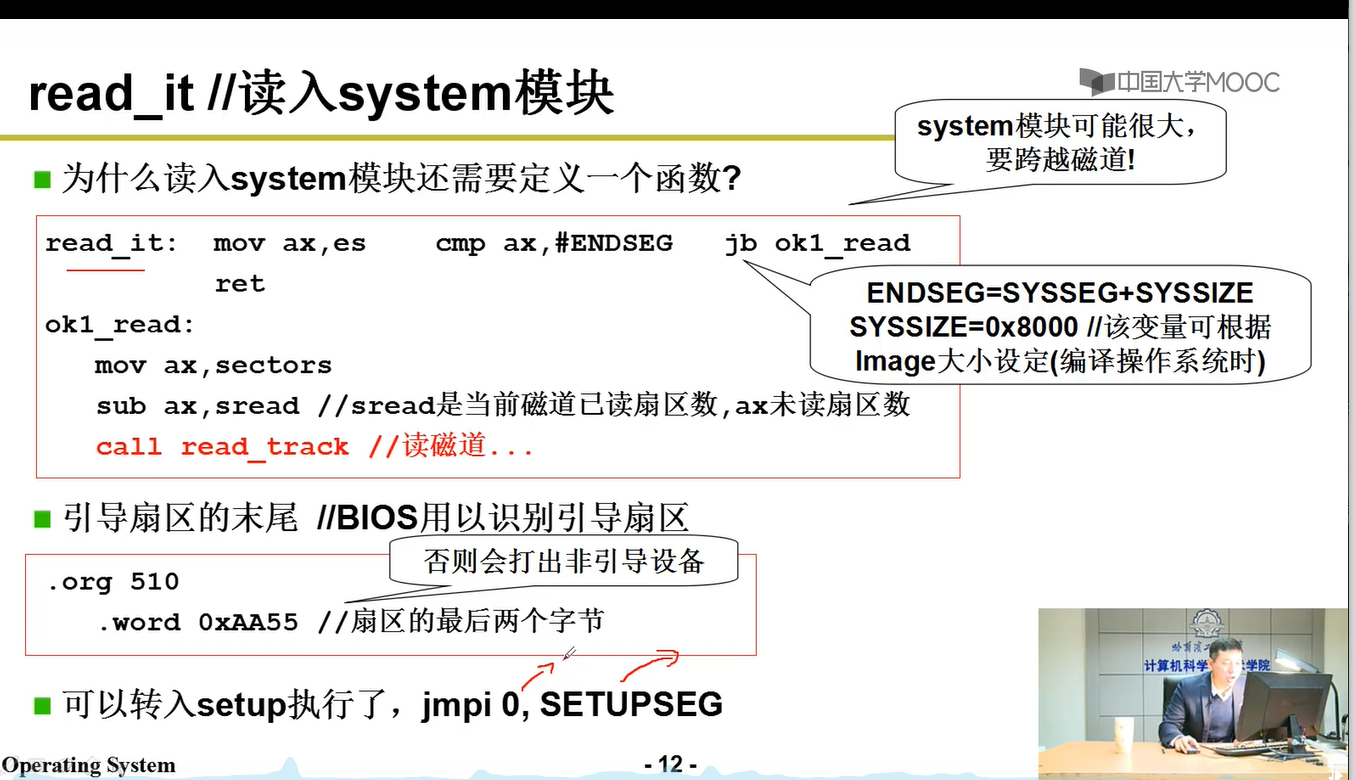 中国大学MOOC
read_it //读入system模块
system模块可能很大，
要跨越磁道!
为什么读入system模块还需要定义一个函数?
read_it: mov ax,es cmp ax,#ENDSEG jb ok1_read
ret
ENDSEG=SYSSEG+SYSSIZE
SYSSIZE=0x8000 //该变量可根据
Image大小设定(编译操作系统时)
ok1_read:
mov ax,sectors
sub ax,sread //sread是当前磁道已读扇区数,ax未读扇区数
call read_track //读磁道...
引导扇区的末尾 //BIOS用以识别引导扇区
否则会打出非引导设备
.org 510
.word 0xAA55 //扇区的最后两个字节
可以转入setup执行了，jmpi 0, SETUPSEG
计算机科学
学院
Operating System
- 12 -